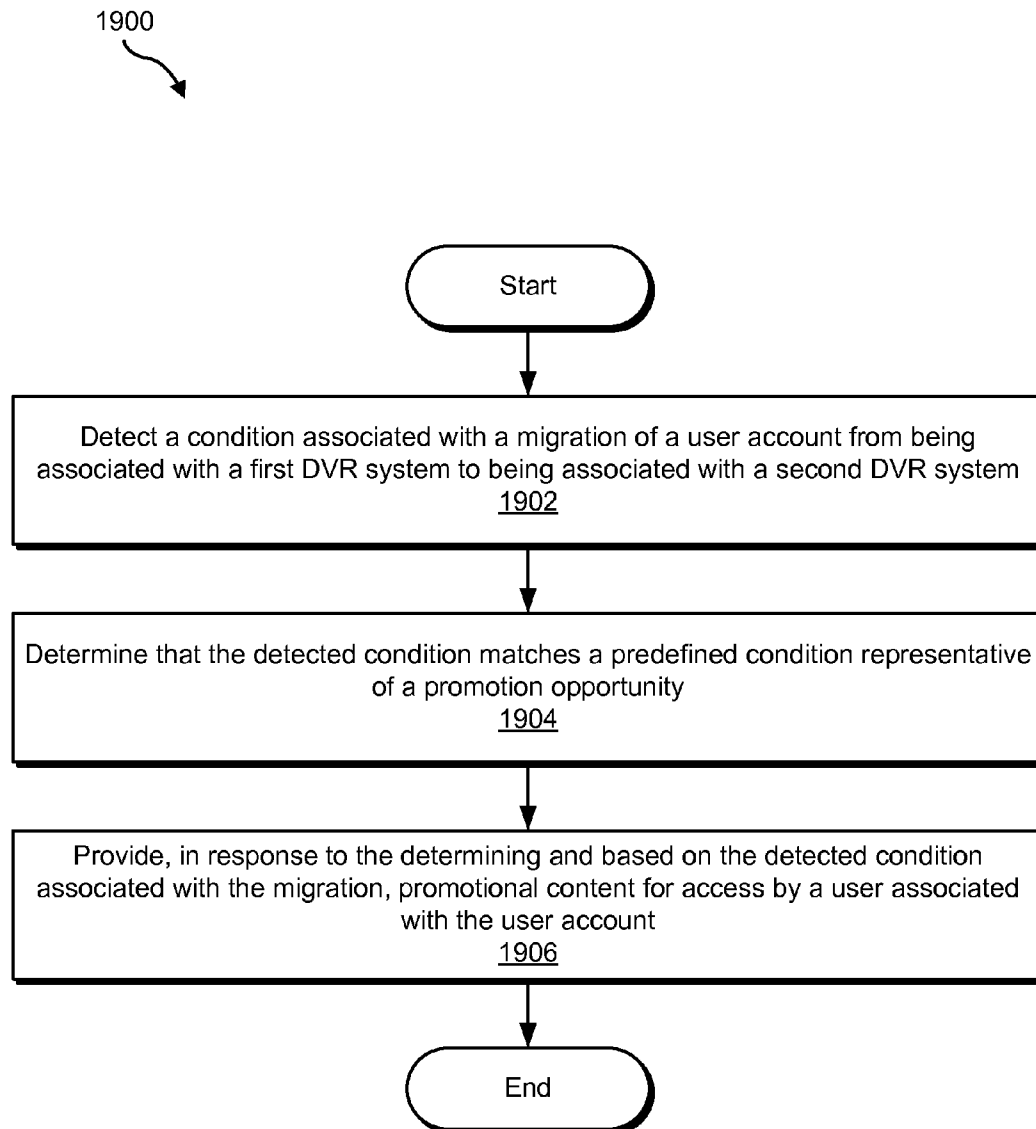 1900
Start
Detect a condition associated with a migration of a user account from being
associated with a first DVR system to being associated with a second DVR system
1902
Determine that the detected condition matches a predefined condition representative
of a promotion opportunity
1904
Provide, in response to the determining and based on the detected condition
associated with the migration, promotional content for access by a user associated
with the user account
1906
End